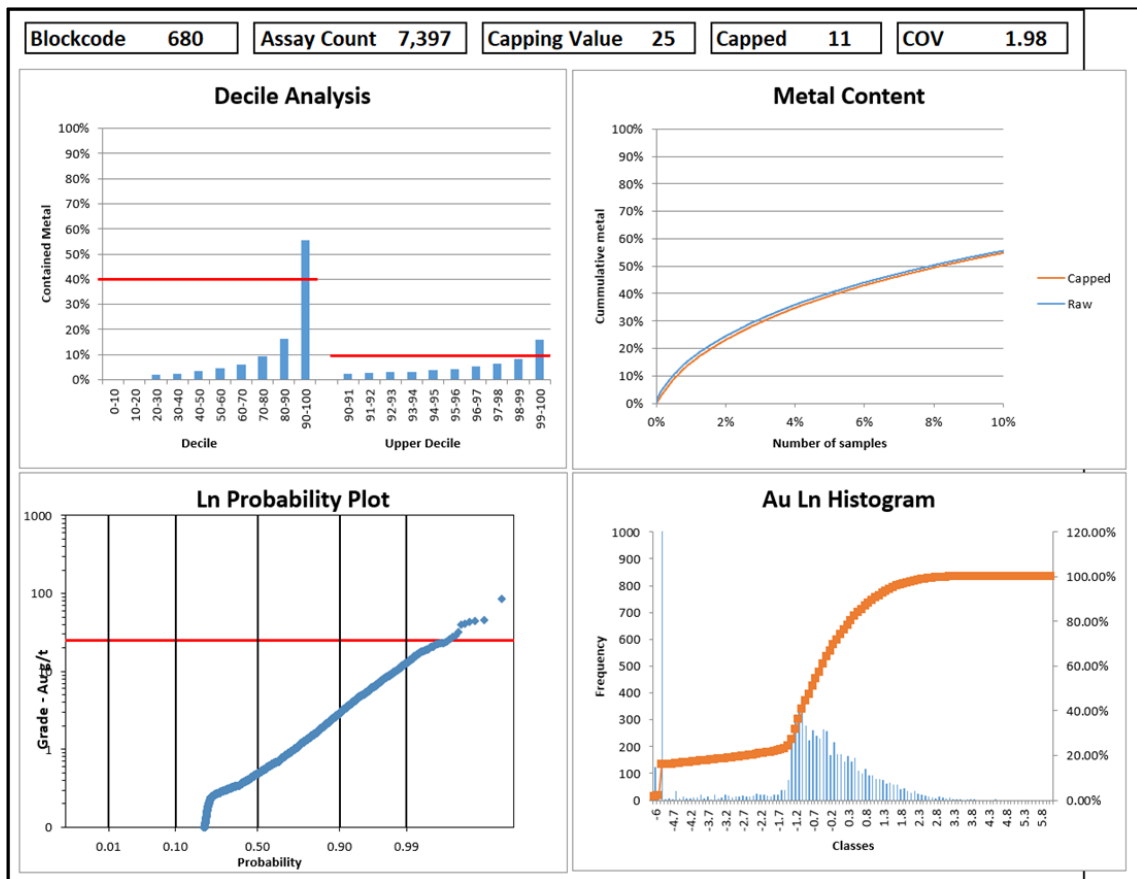 Blockcode 680 Assay Count 7,397 Capping Value 25 Capped 11 COV 1.98
Decile Analysis
Contained Metal
100%
90%
80%
70%
60%
50%
40%
30%
20%
10%
0%
0-10 10-20 20-30 30-40 40-50 50-60 60-70 70-80 80-90 90-100 90-91 91-92 92-93 93-94 94-95 95-96 96-97 97-98 98-99 99-100
Decile Upper Decile
Metal Content
Cummulative metal
100%
90%
80%
70%
60%
50%
40%
30%
20%
10%
0%
0% 2% 4% 6% 8% 10%
Number of samples
Capped
Raw
Ln Probability Plot
Grade - Au g/t
1000
100
10
1
0
0.01 0.10 0.50 0.90 0.99
Probability
Au Ln Histogram
Frequency
1000
900
800
700
600
500
400
300
200
100
0
120.00%
100.00%
80.00%
60.00%
40.00%
20.00%
0.00%
-6 -4.7 -4.2 -3.7 -3.2 -2.7 -2.2 -1.7 -1.2 -0.7 -0.2 0.3 0.8 1.3 1.8 2.3 2.8 3.3 3.8 4.3 4.8 5.3 5.8
Classes